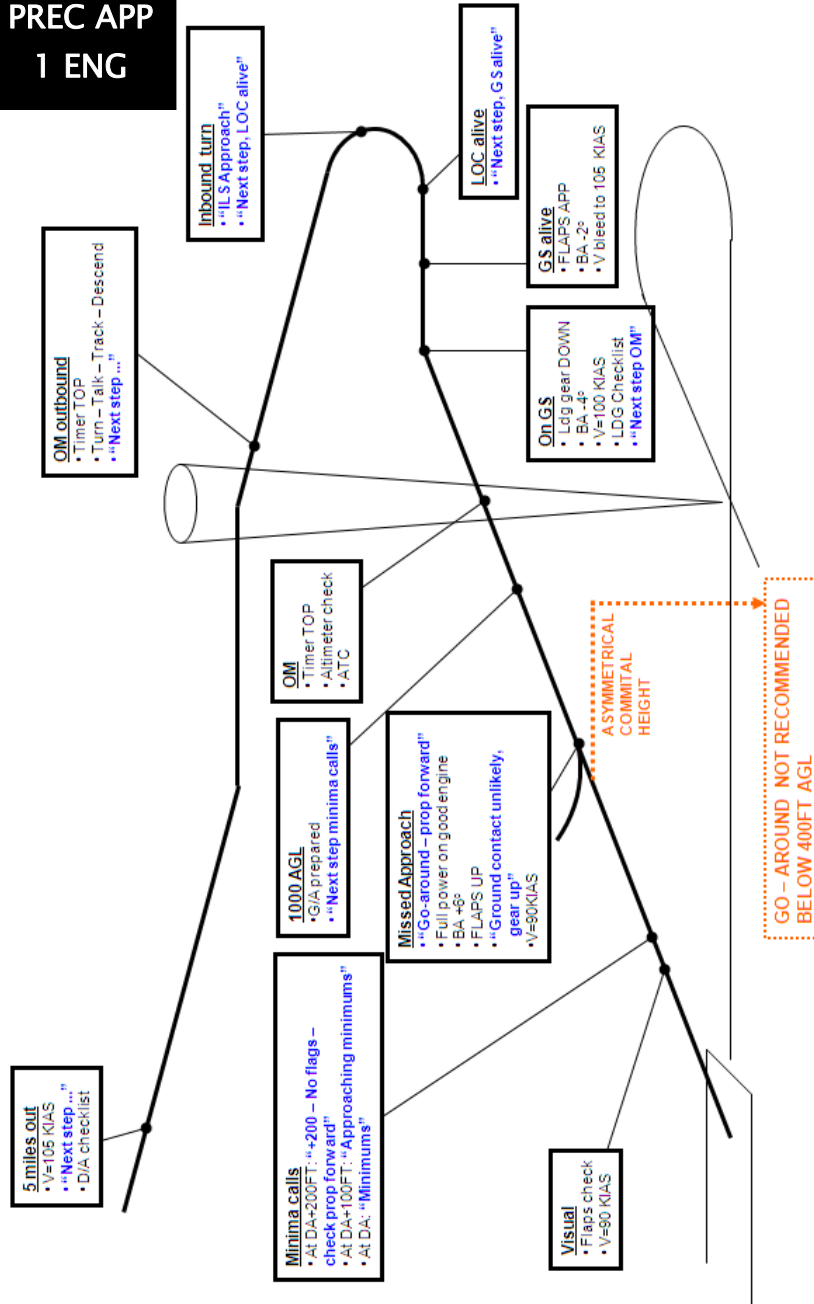 PREC APP
1 ENG
5 miles out
• V=105 KIAS
• “Next step ...”
• D/A checklist
OM outbound
• Timer TOP
• Turn – Talk – Track – Descend
• “Next step ...”
Inbound turn
• “ILS Approach”
• “Next step, LOC alive”
LOC alive
• “Next step, GS alive”
GS alive
• FLAPS APP
• BA -2º
• V bleed to 105 KIAS
On GS
• Ldg gear DOWN
• BA -4º
• V=100 KIAS
• LDG Checklist
• “Next step OM”
OM
• Timer TOP
• Altimeter check
• ATC
1000 AGL
• G/A prepared
• “Next step minima calls”
Missed Approach
• “Go-around – prop forward”
• Full power on good engine
• BA +6º
• FLAPS UP
• “Ground contact unlikely,
gear up”
• V=90KIAS
Minima calls
• At DA+200FT: “+200 – No flags –
check prop forward”
• At DA+100FT: “Approaching minimums”
• At DA: “Minimums”
Visual
• Flaps check
• V=90 KIAS
ASYMMETRICAL
COMMITAL
HEIGHT
GO – AROUND NOT RECOMMENDED
BELOW 400FT AGL